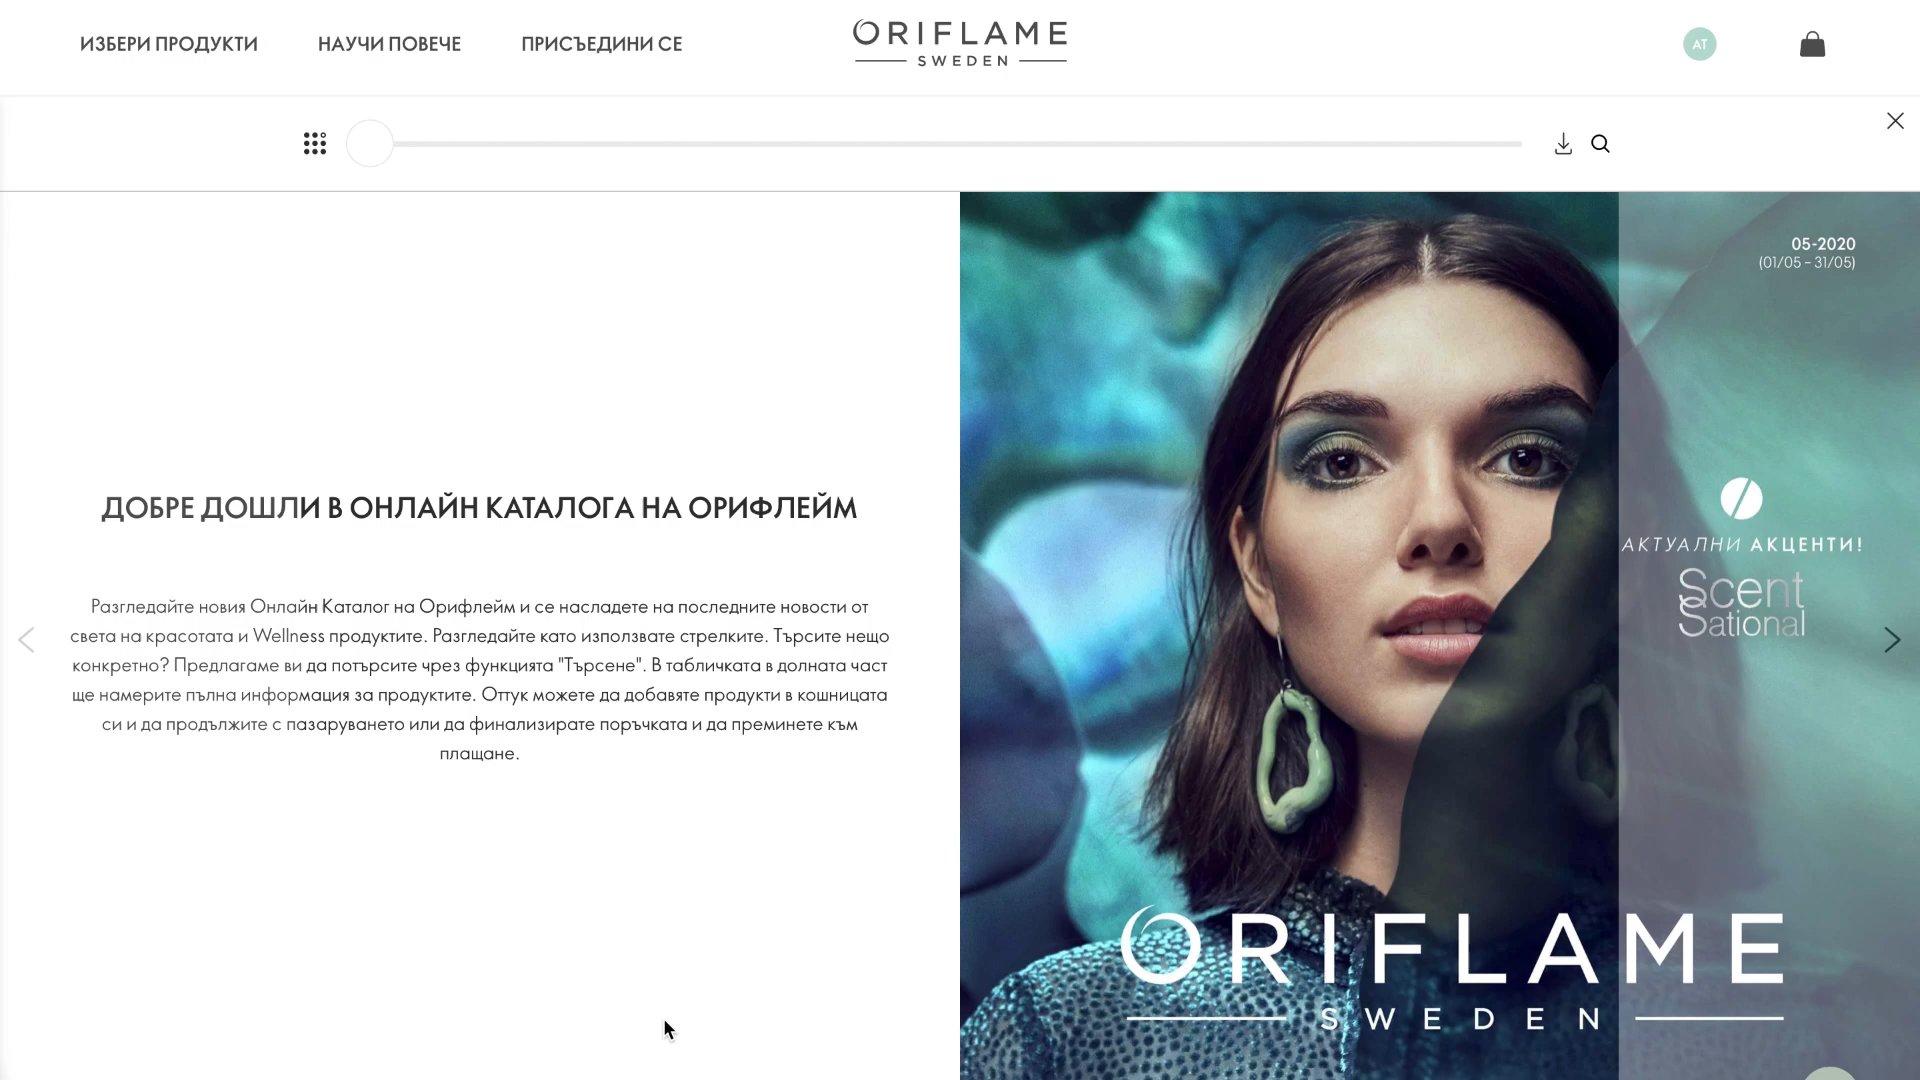 ИЗБЕРИ ПРОДУКТИ
НАУЧИ ПОВЕЧЕ
ПРИСЪЕДИНИ СЕ
ORIFLAME
SWEDEN
AT
ДОБРЕ ДОШЛИ В ОНЛАЙН КАТАЛОГА НА ОРИФЛЕЙМ
Разгледайте новия Онлайн Каталог на Орифлейм и се насладете на последните новости от
света на красотата и Wellness продуктите. Разгледайте като използвате стрелките. Търсите нещо
конкретно? Предлагаме ви да потърсите чрез функцията "Търсене". В табличката в долната част
ще намерите пълна информация за продуктите. Оттук можете да добавяте продукти в кошницата
си и да продължите с пазаруването или да финализирате поръчката и да преминете към
плащане.
05-2020
(01/05 – 31/05)
АКТУАЛНИ АКЦЕНТИ!
Scent
Sational
ORIFLAME
SWEDEN